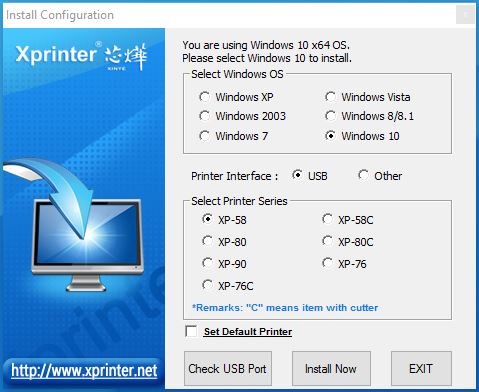 Install Configuration
Xprinter® 芯烨
XINYE
You are using Windows 10 x64 OS.
Please select Windows 10 to install.
Select Windows OS
Windows XP
Windows Vista
Windows 2003
Windows 8/8.1
Windows 7
Windows 10
Printer Interface :
USB
Other
Select Printer Series
XP-58
XP-58C
XP-80
XP-80C
XP-90
XP-76
XP-76C
*Remarks: "C" means item with cutter
Set Default Printer
http://www.xprinter.net
Check USB Port
Install Now
EXIT